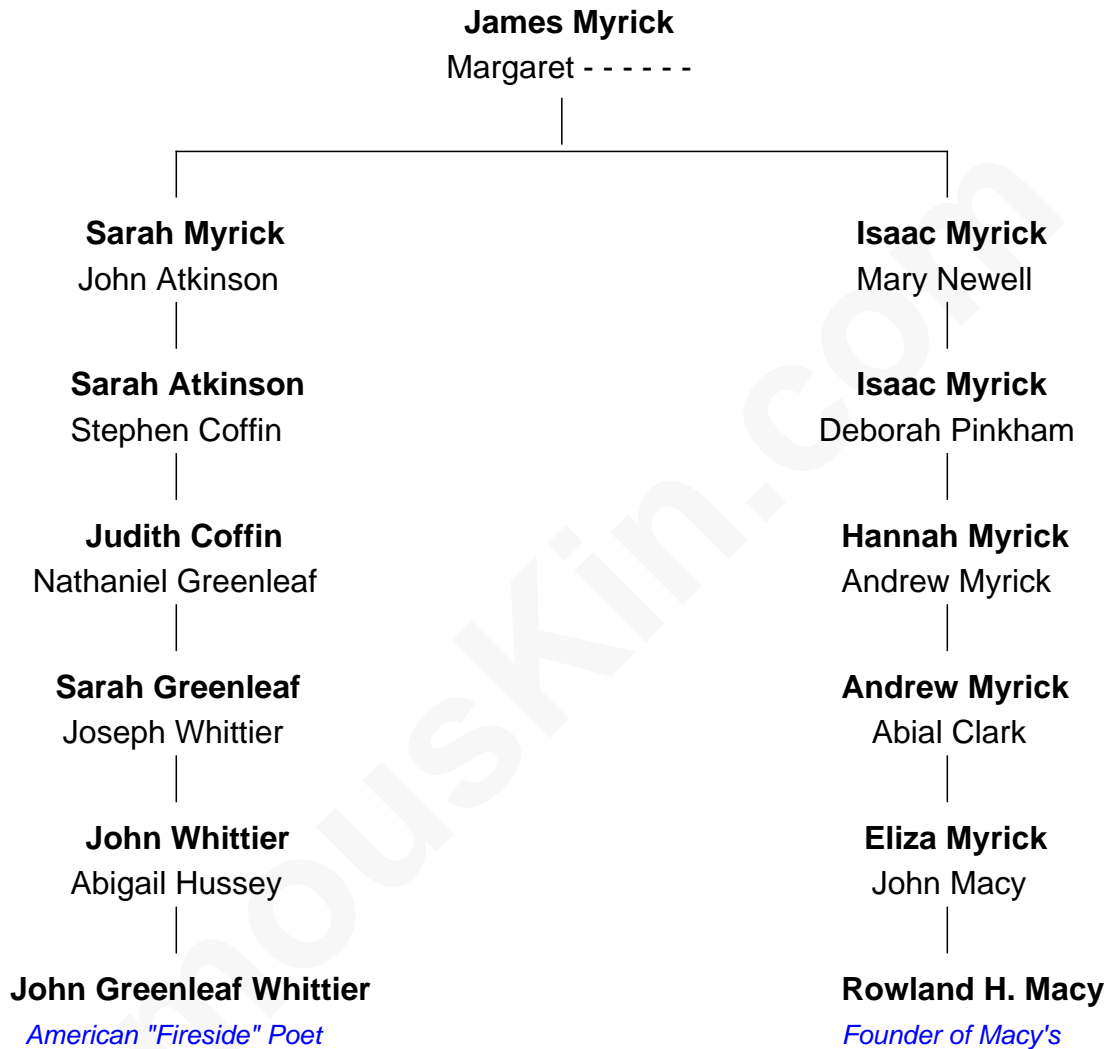 James Myrick
Margaret - - - - - -
Sarah Myrick
John Atkinson
Isaac Myrick
Mary Newell
Sarah Atkinson
Stephen Coffin
Isaac Myrick
Deborah Pinkham
Judith Coffin
Nathaniel Greenleaf
Hannah Myrick
Andrew Myrick
Sarah Greenleaf
Joseph Whittier
Andrew Myrick
Abial Clark
John Whittier
Abigail Hussey
Eliza Myrick
John Macy
John Greenleaf Whittier
American "Fireside" Poet
Rowland H. Macy
Founder of Macy's
mousKin.com